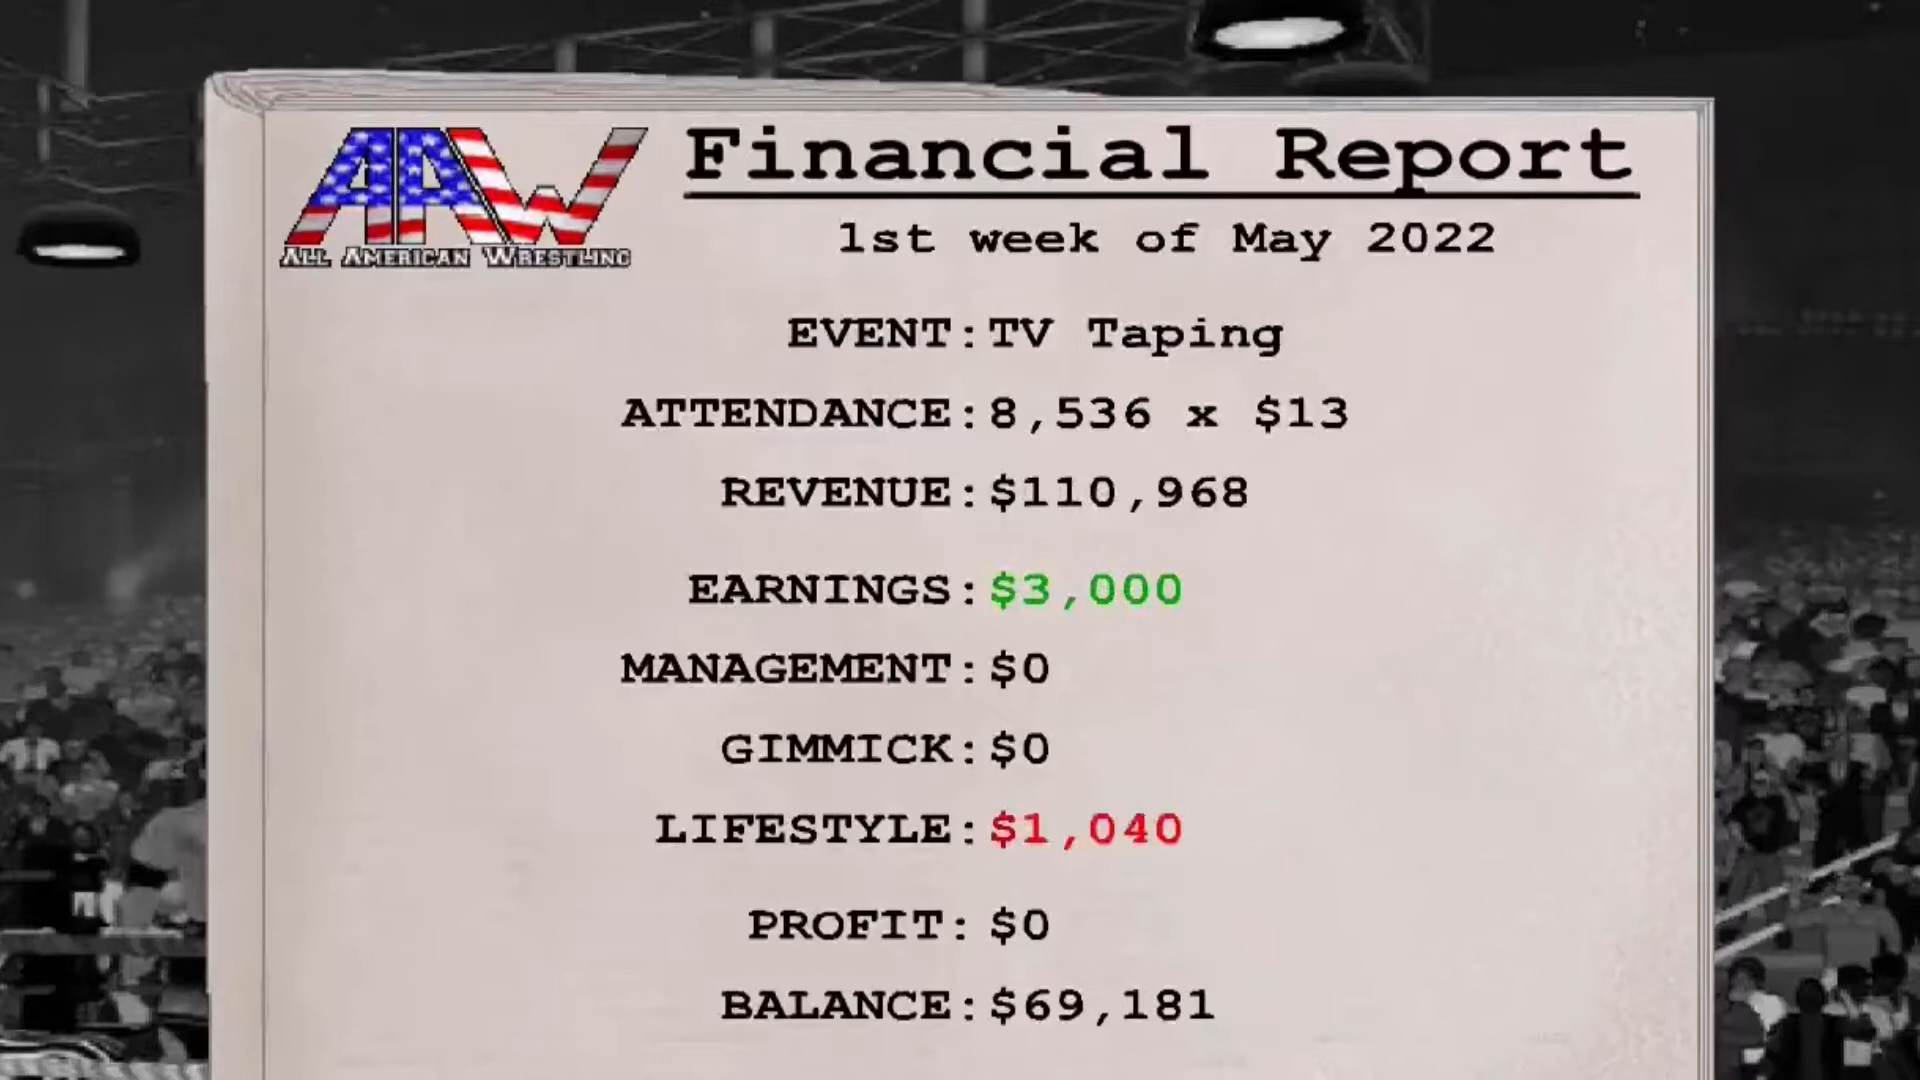 AAW
ALL AMERICAN WRESTLING
Financial Report
1st week of May 2022
EVENT: TV Taping
ATTENDANCE: 8,536 x $13
REVENUE: $110,968
EARNINGS: $3,000
MANAGEMENT: $0
GIMMICK: $0
LIFESTYLE: $1,040
PROFIT: $0
BALANCE: $69,181